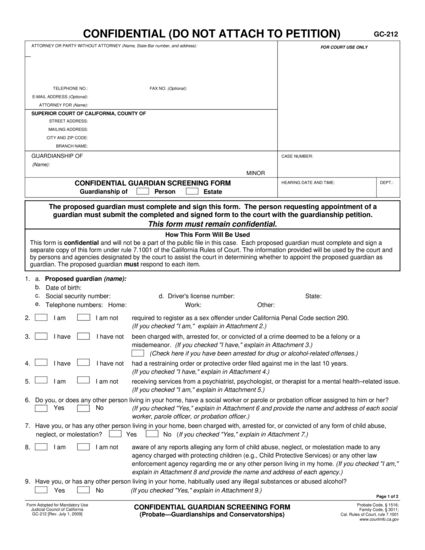 CONFIDENTIAL (DO NOT ATTACH TO PETITION)
GC-212
ATTORNEY OR PARTY WITHOUT ATTORNEY (Name, State Bar number, and address):
FOR COURT USE ONLY
TELEPHONE NO.: FAX NO. (Optional):
E-MAIL ADDRESS (Optional):
ATTORNEY FOR (Name):
SUPERIOR COURT OF CALIFORNIA, COUNTY OF
STREET ADDRESS:
MAILING ADDRESS:
CITY AND ZIP CODE:
BRANCH NAME:
GUARDIANSHIP OF
(Name):
MINOR
CASE NUMBER:
CONFIDENTIAL GUARDIAN SCREENING FORM
Guardianship of Person Estate
HEARING DATE AND TIME: DEPT.:
The proposed guardian must complete and sign this form. The person requesting appointment of a
guardian must submit the completed and signed form to the court with the guardianship petition.
This form must remain confidential.
How This Form Will Be Used
This form is confidential and will not be a part of the public file in this case. Each proposed guardian must complete and sign a
separate copy of this form under rule 7.1001 of the California Rules of Court. The information provided will be used by the court and
by persons and agencies designated by the court to assist the court in determining whether to appoint the proposed guardian as
guardian. The proposed guardian must respond to each item.
1. a. Proposed guardian (name):
b. Date of birth:
c. Social security number: d. Driver's license number: State:
e. Telephone numbers: Home: Work: Other:
2. I am I am not required to register as a sex offender under California Penal Code section 290.
(If you checked "I am," explain in Attachment 2.)
3. I have I have not been charged with, arrested for, or convicted of a crime deemed to be a felony or a
misdemeanor. (If you checked "I have," explain in Attachment 3.)
(Check here if you have been arrested for drug or alcohol-related offenses.)
4. I have I have not had a restraining order or protective order filed against me in the last 10 years.
(If you checked "I have," explain in Attachment 4.)
5. I am I am not receiving services from a psychiatrist, psychologist, or therapist for a mental health–related issue.
(If you checked "I am," explain in Attachment 5.)
6. Do you, or does any other person living in your home, have a social worker or parole or probation officer assigned to him or her?
Yes No (If you checked "Yes," explain in Attachment 6 and provide the name and address of each social
worker, parole officer, or probation officer.)
7. Have you, or has any other person living in your home, been charged with, arrested for, or convicted of any form of child abuse,
neglect, or molestation? Yes No (If you checked "Yes," explain in Attachment 7.)
8. I am I am not aware of any reports alleging any form of child abuse, neglect, or molestation made to any
agency charged with protecting children (e.g., Child Protective Services) or any other law
enforcement agency regarding me or any other person living in my home. (If you checked "I am,"
explain in Attachment 8 and provide the name and address of each agency.)
9. Have you, or has any other person living in your home, habitually used any illegal substances or abused alcohol?
Yes No (If you checked "Yes," explain in Attachment 9.)
Page 1 of 2
Form Adopted for Mandatory Use
Judicial Council of California
GC-212 [Rev. July 1, 2009]
CONFIDENTIAL GUARDIAN SCREENING FORM
(Probate—Guardianships and Conservatorships)
Probate Code, § 1516;
Family Code, § 3011;
Cal. Rules of Court, rule 7.1001
www.courtinfo.ca.gov